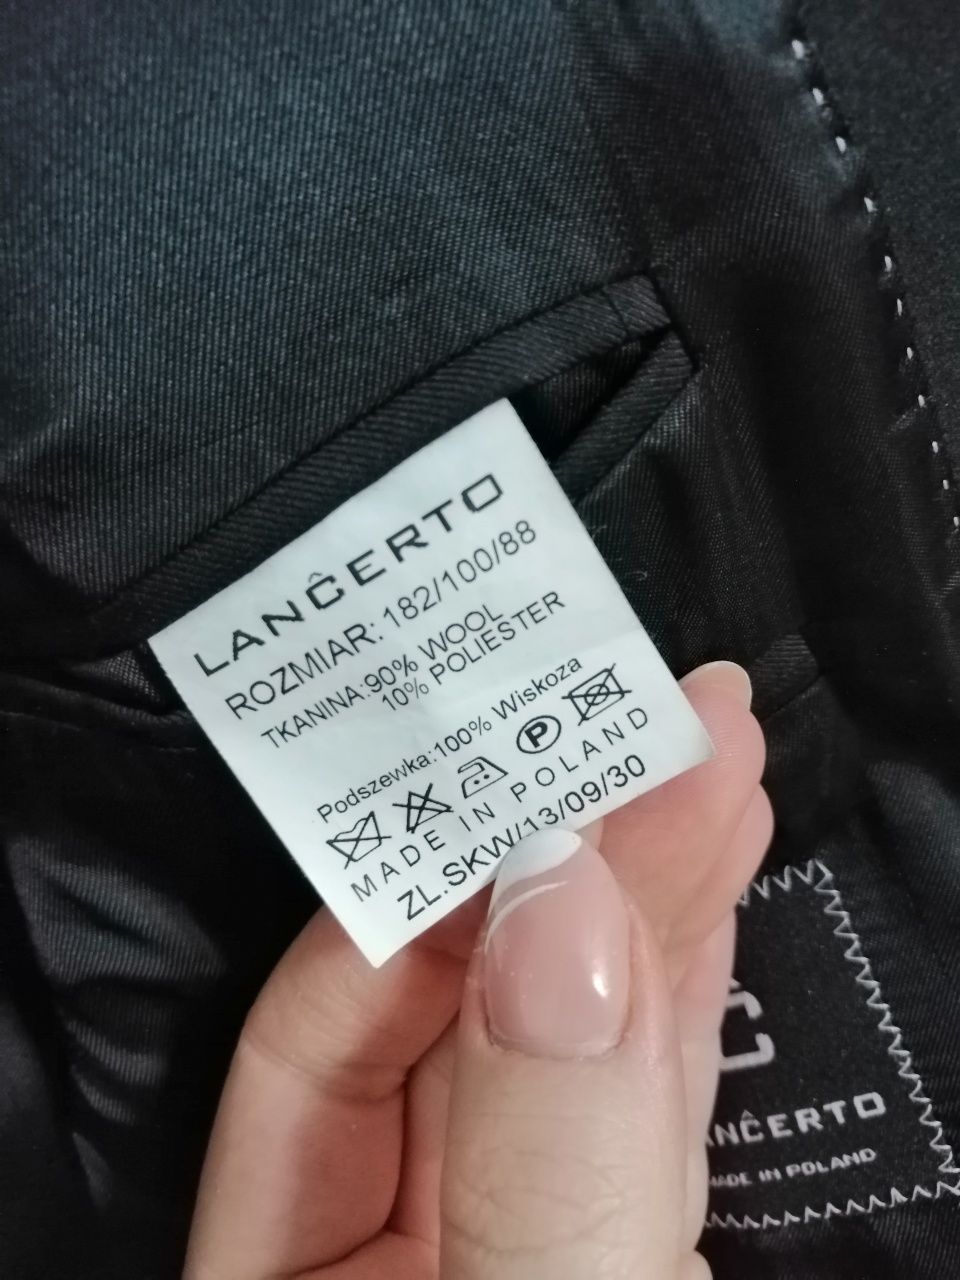 LANĈERTO
ROZMIAR:182/100/88
TKANINA:90% WOOL
10% POLIESTER
Podszewka:100% Wiskoza
P
MADE IN POLAND
ZL.SKW/13/09/30
ANĈERTO
MADE IN POLAND